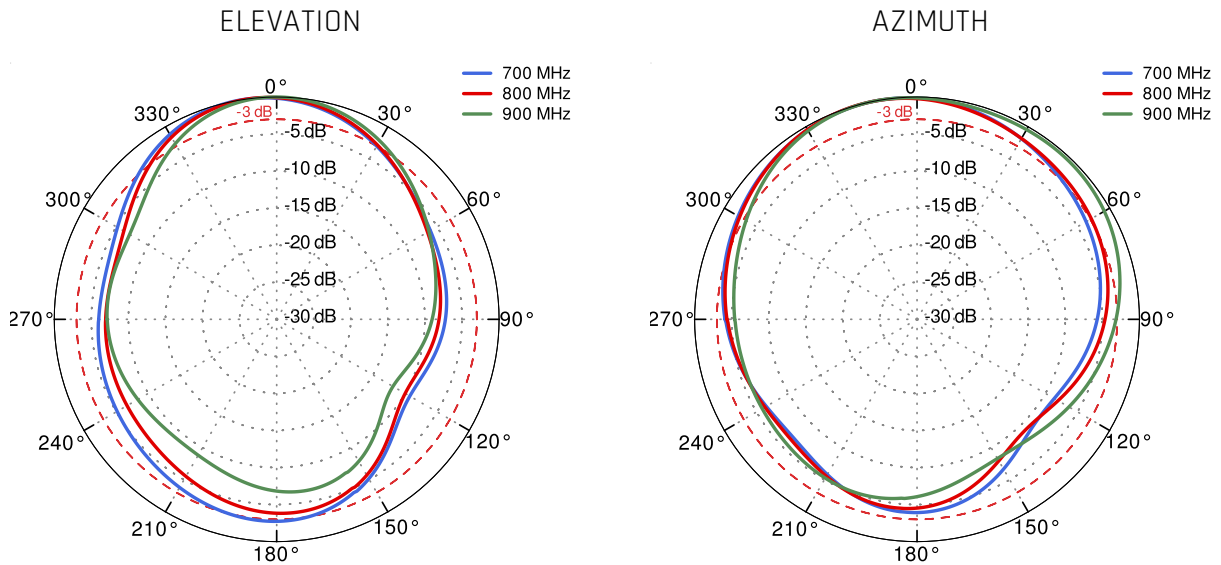 ELEVATION
700 MHz
800 MHz
900 MHz
0°
330°
30°
-3 dB
-5 dB
-10 dB
300°
60°
-15 dB
-20 dB
-25 dB
-30 dB
270°
90°
240°
120°
210°
150°
180°
AZIMUTH
700 MHz
800 MHz
900 MHz
0°
330°
30°
-3 dB
-5 dB
-10 dB
300°
60°
-15 dB
-20 dB
-25 dB
-30 dB
270°
90°
240°
120°
210°
150°
180°